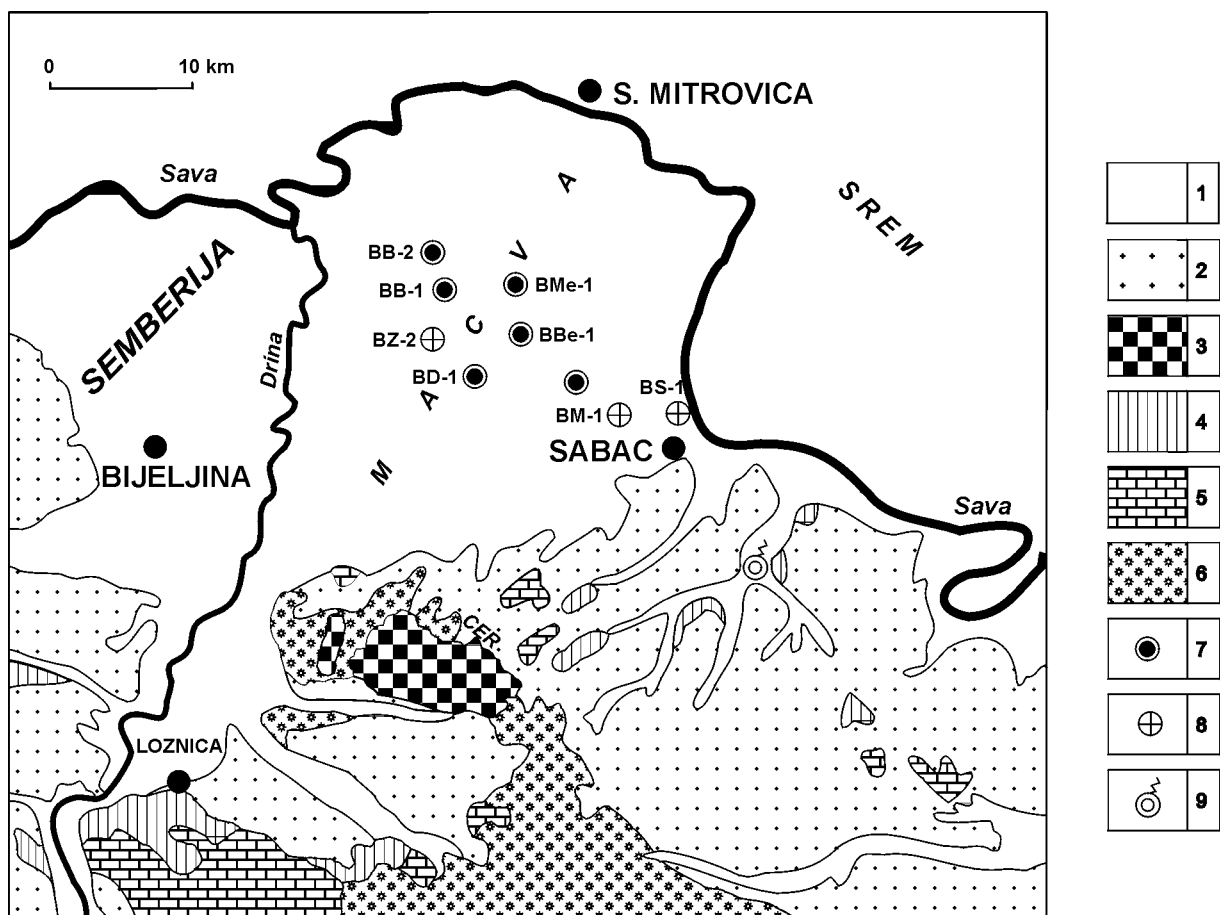 0 10 km
S. MITROVICA
Sava
SREM
SEMBERIJA
Drina
MACVA
BB-2
BB-1
BMe-1
BZ-2
BBe-1
BD-1
BM-1
BS-1
SABAC
BIJELJINA
Sava
CER
LOZNICA
1
2
3
4
5
6
7
8
9